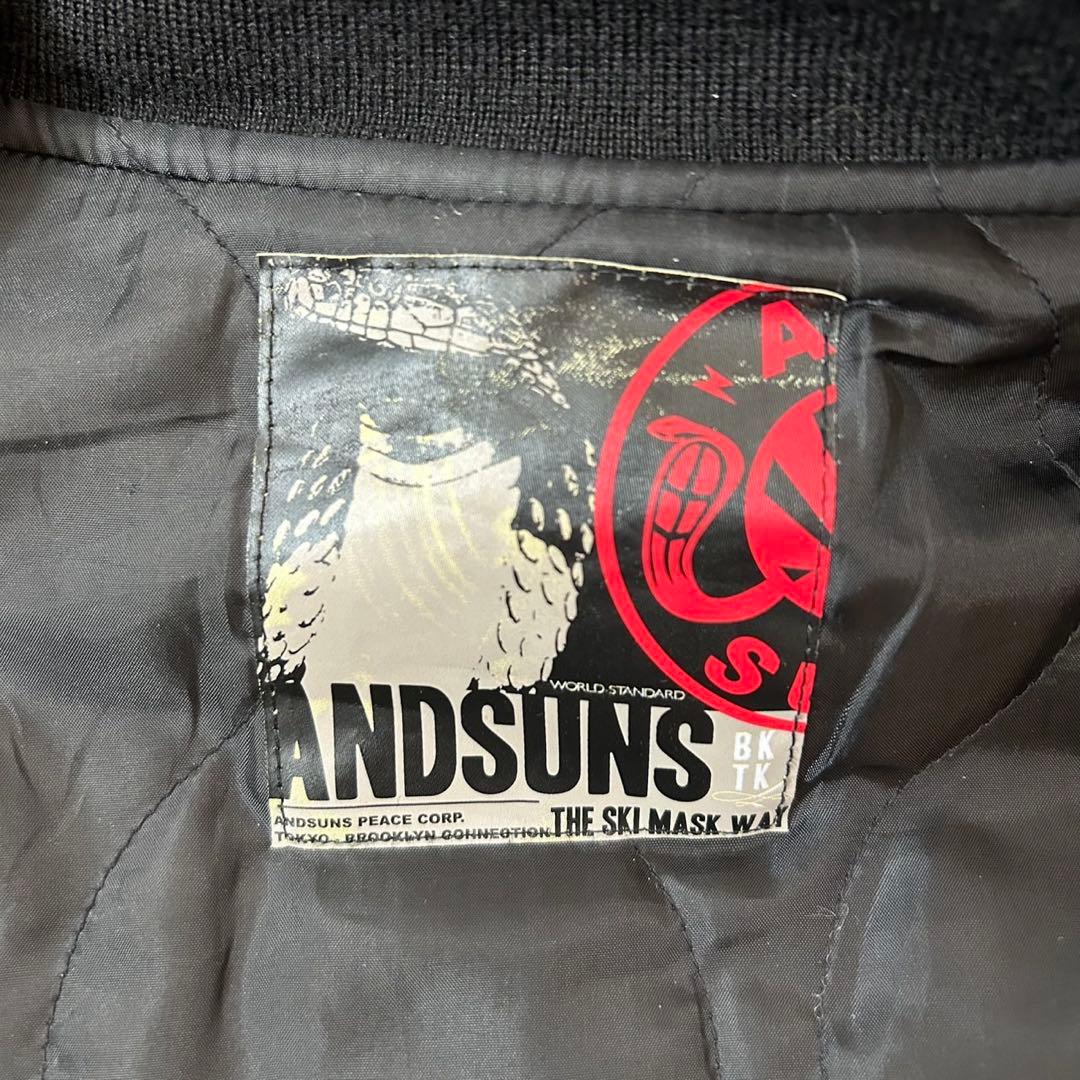 A
S
WORLD-STANDARD
ANDSUNS
BK
TK
ANDSUNS PEACE CORP.
TOKYO . BROOKLYN CONNECTION
THE SKI MASK WAY